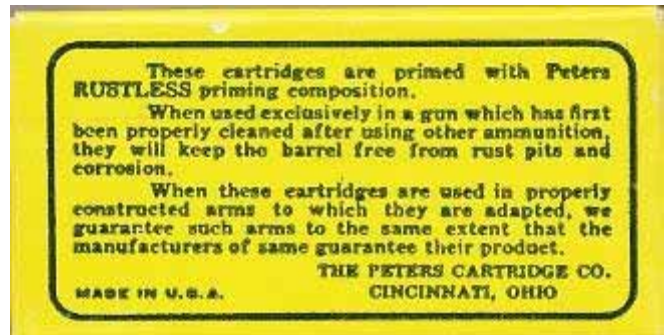 These cartridges are primed with Peters
RUSTLESS priming composition.
When used exclusively in a gun which has first
been properly cleaned after using other ammunition,
they will keep the barrel free from rust pits and
corrosion.
When these cartridges are used in properly
constructed arms to which they are adapted, we
guarantee such arms to the same extent that the
manufacturers of same guarantee their product.
THE PETERS CARTRIDGE CO.
MADE IN U.S.A. CINCINNATI, OHIO